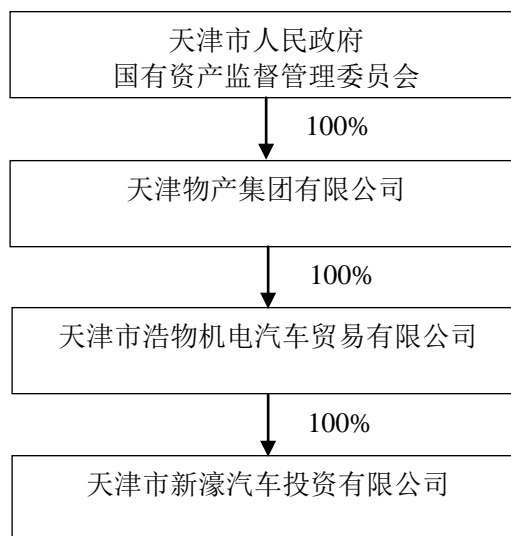 天津市人民政府
国有资产监督管理委员会
100%
天津物产集团有限公司
100%
天津市浩物机电汽车贸易有限公司
100%
天津市新濠汽车投资有限公司